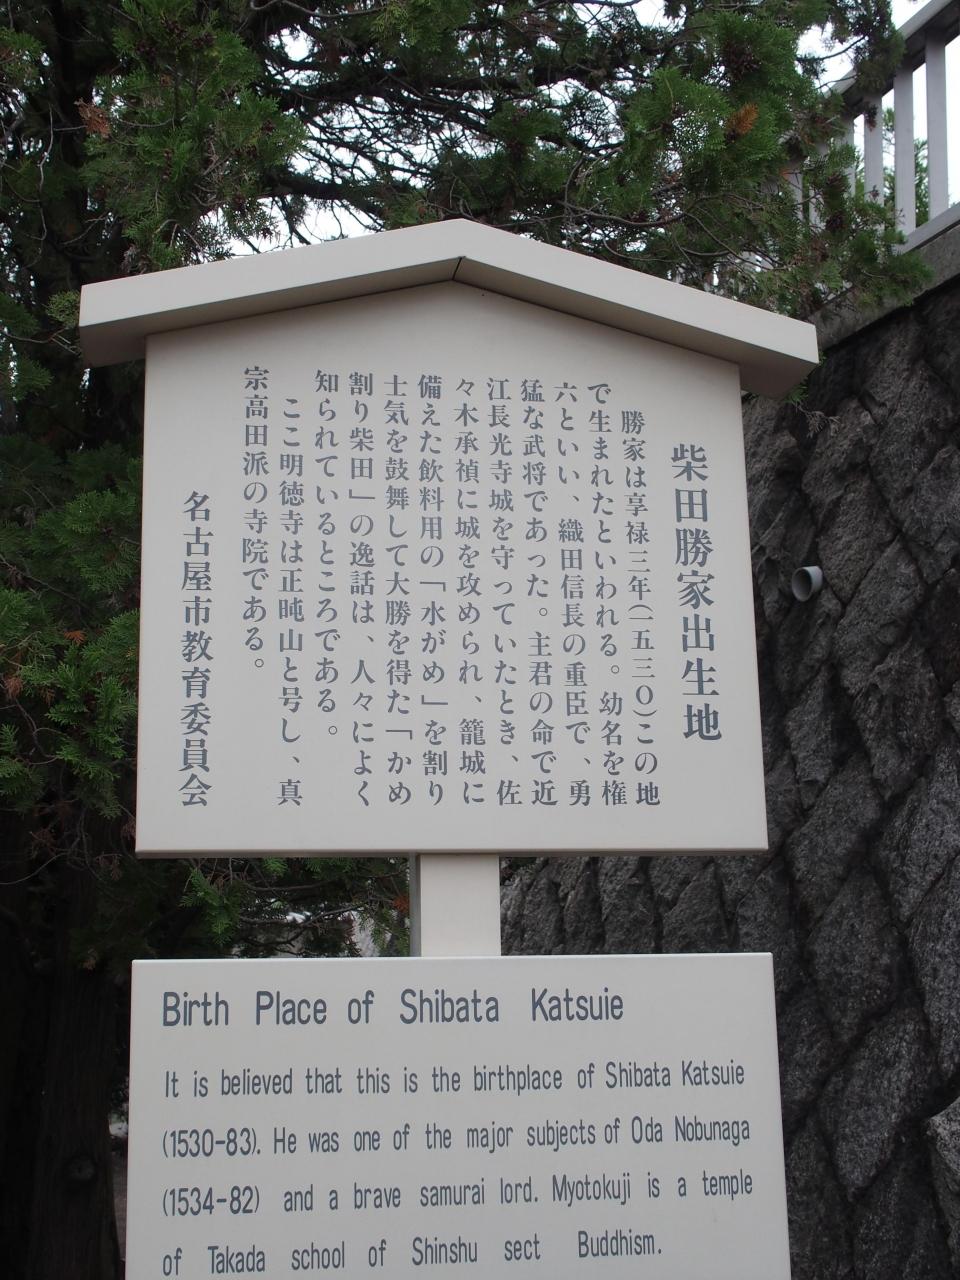 柴田勝家出生地
勝家は享禄三年(一五三〇)この地
で生まれたといわれる。幼名を権
六といい、織田信長の重臣で、勇
猛な武将であった。主君の命で近
江長光寺城を守っていたとき、佐
々木承禎に城を攻められ、籠城に
備えた飲料用の「水がめ」を割り
士気を鼓舞して大勝を得た「かめ
割り柴田」の逸話は、人々によく
知られているところである。
ここ明徳寺は正旽山と号し、真
宗高田派の寺院である。
名古屋市教育委員会
Birth Place of Shibata Katsuie
It is believed that this is the birthplace of Shibata Katsuie
(1530-83). He was one of the major subjects of Oda Nobunaga
(1534-82) and a brave samurai lord. Myotokuji is a temple
of Takada school of Shinshu sect Buddhism.